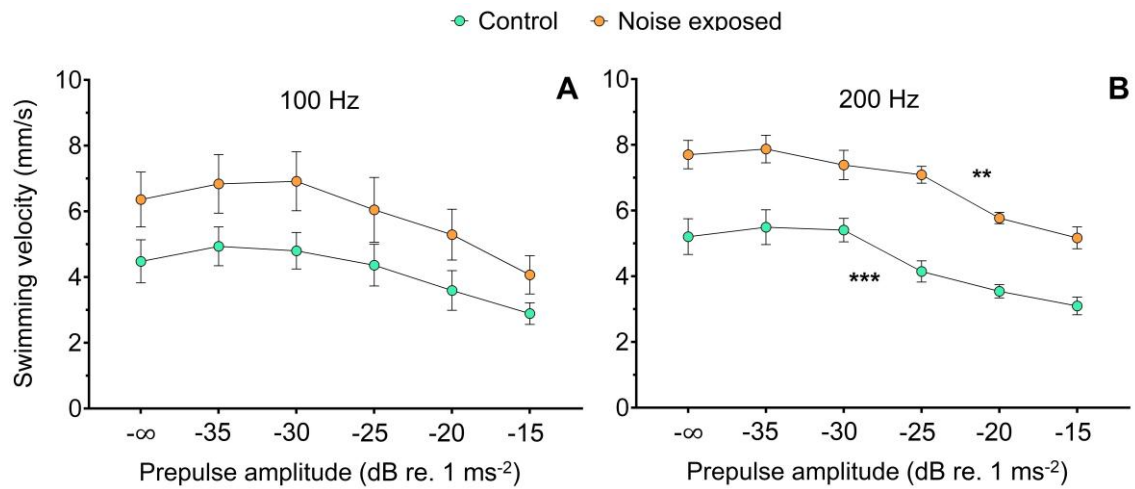 Control Noise exposed
A
100 Hz
10
8
6
4
2
0
Swimming velocity (mm/s)
-∞ -35 -30 -25 -20 -15
Prepulse amplitude (dB re. 1 ms⁻²)
B
200 Hz
10
8
6
4
2
0
**
***
-∞ -35 -30 -25 -20 -15
Prepulse amplitude (dB re. 1 ms⁻²)